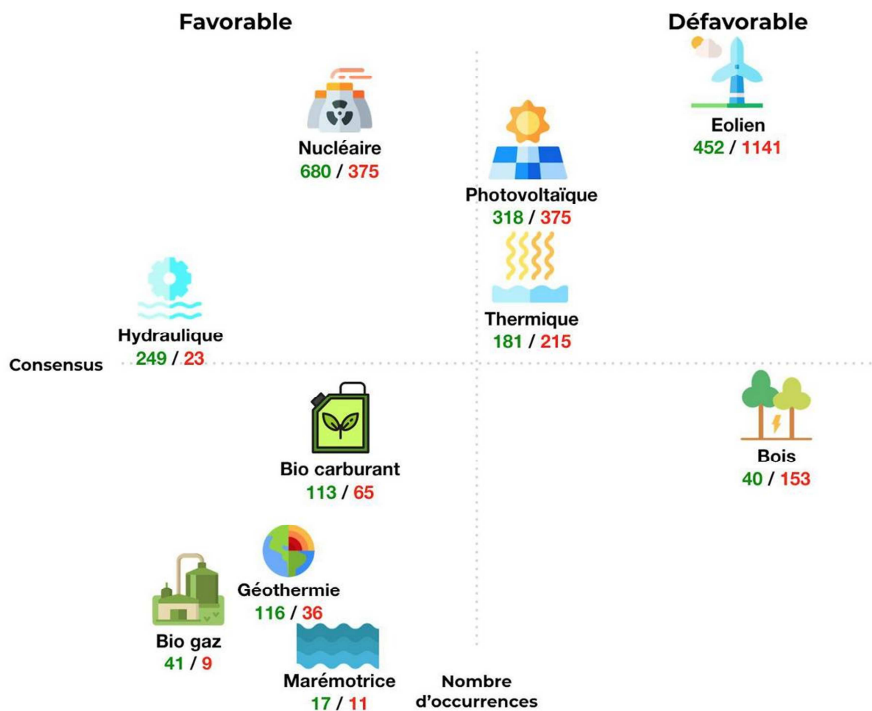 Favorable
Défavorable
Nucléaire
680 / 375
Eolien
452 / 1141
Photovoltaïque
318 / 375
Hydraulique
249 / 23
Thermique
181 / 215
Consensus
Bio carburant
113 / 65
Bois
40 / 153
Géothermie
116 / 36
Bio gaz
41 / 9
Marémotrice
17 / 11
Nombre
d'occurrences